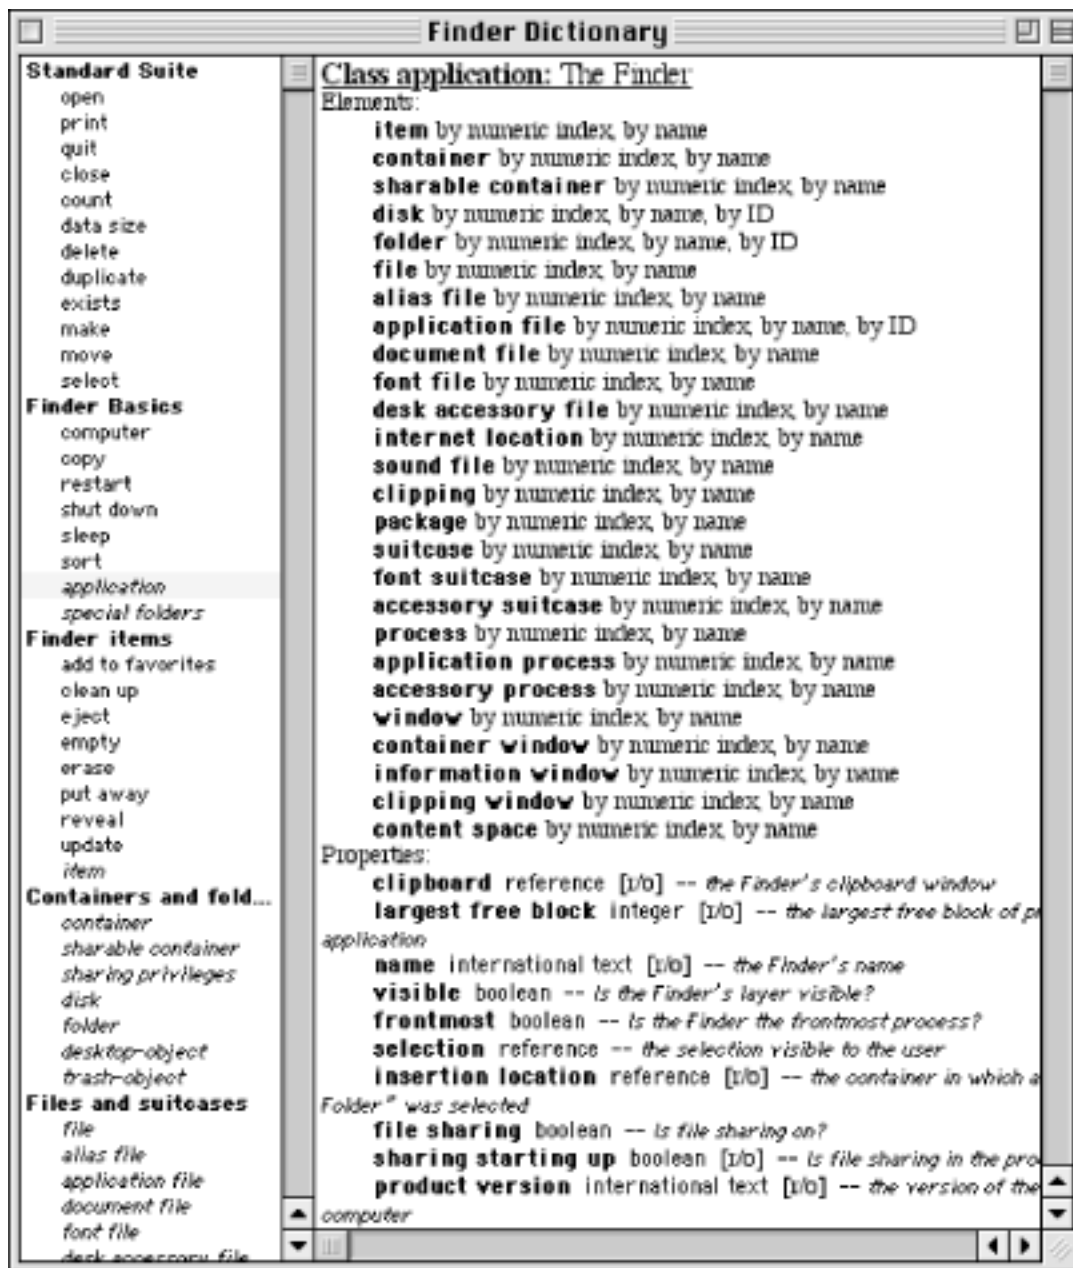 Finder Dictionary
Standard Suite
open
print
quit
close
count
data size
delete
duplicate
exists
make
move
select
Finder Basics
computer
copy
restart
shut down
sleep
sort
application
special folders
Finder items
add to favorites
clean up
eject
empty
erase
put away
reveal
update
item
Containers and fold...
container
sharable container
sharing privileges
disk
folder
desktop-object
trash-object
Files and suitcases
file
alias file
application file
document file
font file
desk accessory file
Class application: The Finder
Elements:
item by numeric index, by name
container by numeric index, by name
sharable container by numeric index, by name
disk by numeric index, by name, by ID
folder by numeric index, by name, by ID
file by numeric index, by name
alias file by numeric index, by name
application file by numeric index, by name, by ID
document file by numeric index, by name
font file by numeric index, by name
desk accessory file by numeric index, by name
internet location by numeric index, by name
sound file by numeric index, by name
clipping by numeric index, by name
package by numeric index, by name
suitcase by numeric index, by name
font suitcase by numeric index, by name
accessory suitcase by numeric index, by name
process by numeric index, by name
application process by numeric index, by name
accessory process by numeric index, by name
window by numeric index, by name
container window by numeric index, by name
information window by numeric index, by name
clipping window by numeric index, by name
content space by numeric index, by name
Properties:
clipboard reference [r/o] -- the Finder's clipboard window
largest free block integer [r/o] -- the largest free block of
application
name international text [r/o] -- the Finder's name
visible boolean -- Is the Finder's layer visible?
frontmost boolean -- Is the Finder the frontmost process?
selection reference -- the selection visible to the user
insertion location reference [r/o] -- the container in which a
Folder" was selected
file sharing boolean -- Is file sharing on?
sharing starting up boolean [r/o] -- Is file sharing in the
product version international text [r/o] -- the version of the
computer